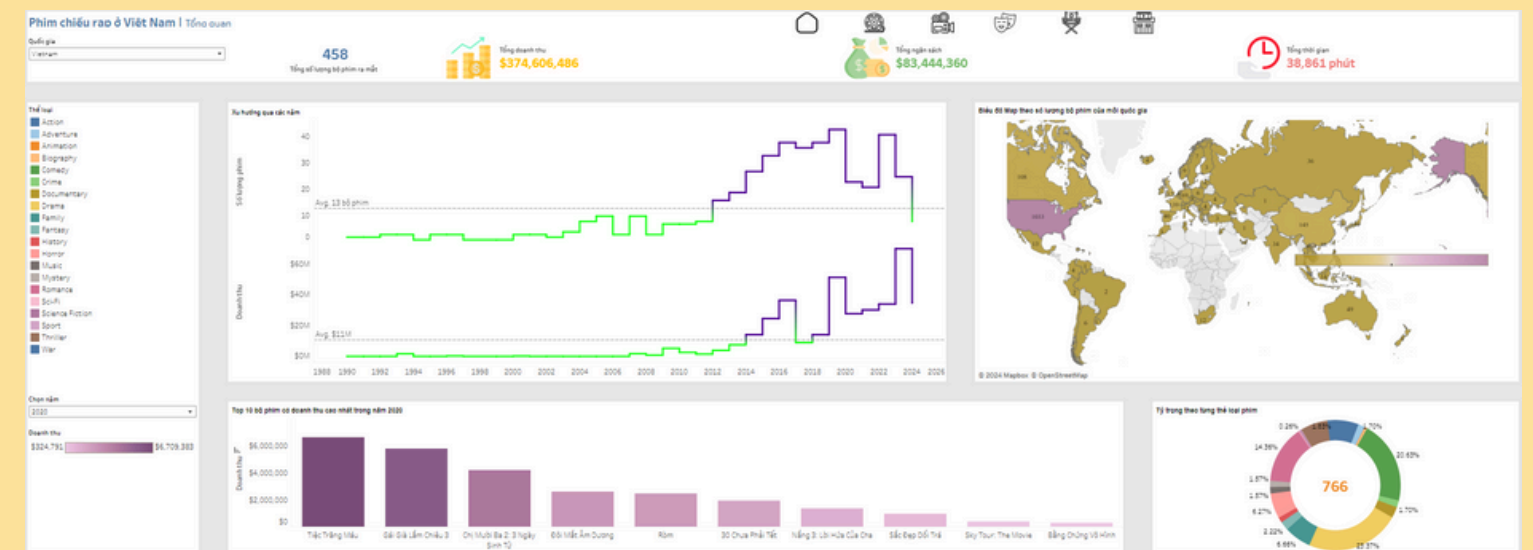 Phim chiếu rạo ở Việt Nam | Tổng quan
Quốc gia
Vietnam
458
Tổng số lượng bộ phim ra mắt
Tổng doanh thu
$374,606,486
Tổng ngân sách
$83,444,360
Tổng thời gian
38,861 phút
Thể loại
Action
Adventure
Animation
Biography
Comedy
Crime
Documentary
Drama
Family
Fantasy
History
Horror
Music
Mystery
Romance
Sci-Fi
Science Fiction
Sport
Thriller
War
Chọn năm
2020
Doanh thu
$324,791
$6,709,383
Xu hướng qua các năm
Số lượng phim
40
30
20
10
0
Avg. 13 bộ phim
Doanh thu
$60M
$40M
$20M
$0M
Avg. $11M
1988 1990 1992 1994 1996 1998 2000 2002 2004 2006 2008 2010 2012 2014 2016 2018 2020 2022 2024 2026
Biểu đồ Map theo số lượng bộ phim của mỗi quốc gia
© 2024 Mapbox © OpenStreetMap
Top 10 bộ phim có doanh thu cao nhất trong năm 2020
Doanh thu
$6,000,000
$4,000,000
$2,000,000
$0
Tiệc Trăng Máu
Gái Già Lắm Chiêu 3
Chị Mười Ba 2: 3 Ngày Sinh Tử
Đôi Mắt Âm Dương
Ròm
30 Chưa Phải Tết
Nắng 3: Lời Hứa Của Cha
Sắc Đẹp Dối Trá
Sky Tour: The Movie
Bằng Chứng Vô Hình
Tỷ trọng theo từng thể loại phim
0.26%
1.70%
14.36%
20.63%
1.57%
1.57%
6.27%
1.70%
6.66%
766